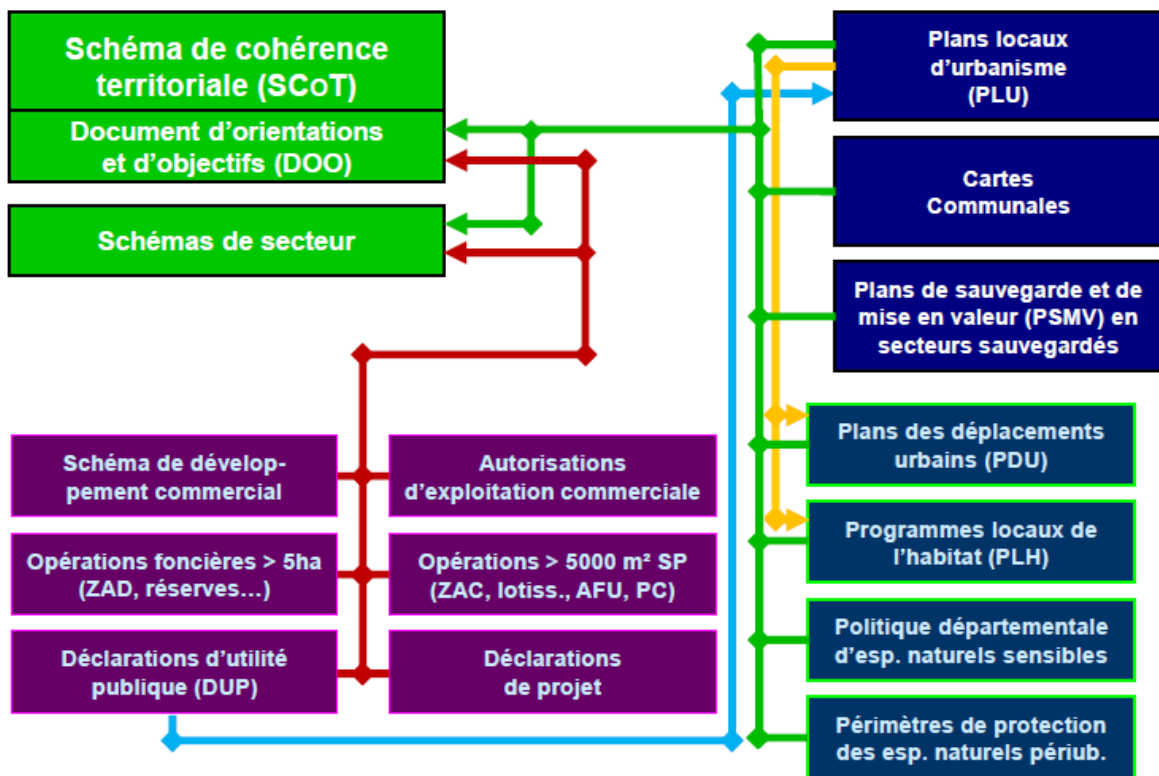 Schéma de cohérence
territoriale (SCoT)
Document d'orientations
et d'objectifs (DOO)
Schémas de secteur
Plans locaux
d'urbanisme
(PLU)
Cartes
Communales
Plans de sauvegarde et de
mise en valeur (PSMV) en
secteurs sauvegardés
Schéma de dévelop-
pement commercial
Autorisations
d'exploitation commerciale
Opérations foncières > 5ha
(ZAD, réserves…)
Opérations > 5000 m² SP
(ZAC, lotiss., AFU, PC)
Déclarations d'utilité
publique (DUP)
Déclarations
de projet
Plans des déplacements
urbains (PDU)
Programmes locaux de
l'habitat (PLH)
Politique départementale
d'esp. naturels sensibles
Périmètres de protection
des esp. naturels périub.